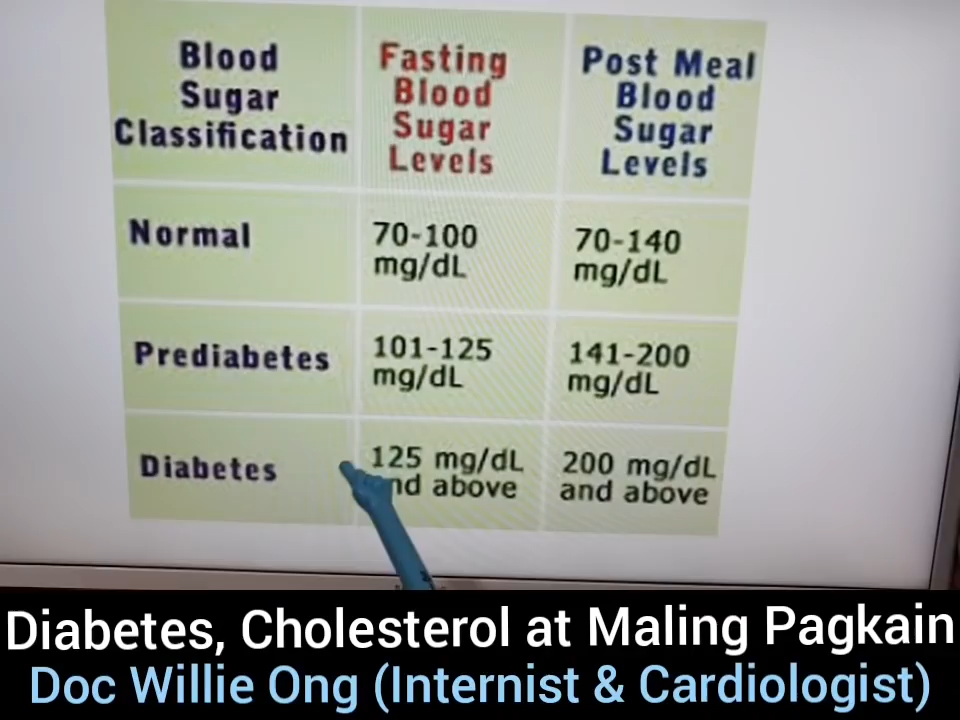 Blood
Sugar
Classification
Fasting
Blood
Sugar
Levels
Post Meal
Blood
Sugar
Levels
Normal
70-100
mg/dL
70-140
mg/dL
Prediabetes
101-125
mg/dL
141-200
mg/dL
Diabetes
125 mg/dL
and above
200 mg/dL
and above
Diabetes, Cholesterol at Maling Pagkain
Doc Willie Ong (Internist & Cardiologist)